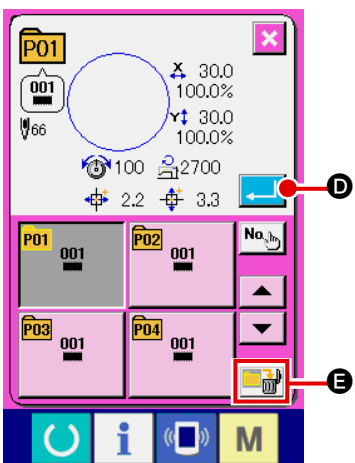 P01
001
66
X 30.0
100.0%
Y 30.0
100.0%
100 2700
2.2 3.3
D
P01 001
P02 001
No.
P03 001
P04 001
E
i M